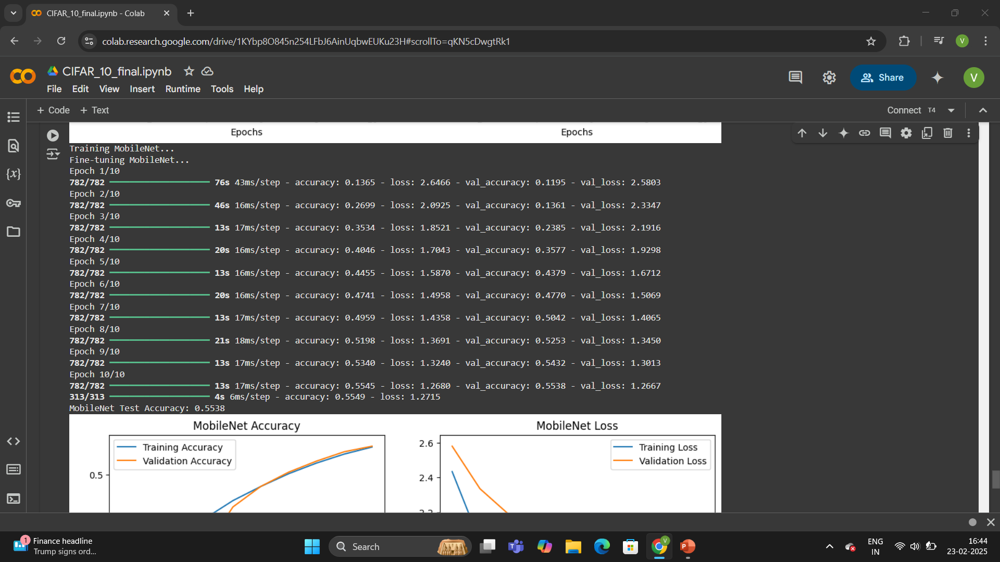 CIFAR_10_final.ipynb - Colab
colab.research.google.com/drive/1KYbp8O845n254LFbJ6AinUqbwEUKu23H#scrollTo=qKN5cDwgtRk1
V
CIFAR_10_final.ipynb
Share
V
File Edit View Insert Runtime Tools Help
+ Code + Text
Connect T4
Epochs Epochs
Training MobileNet...
Fine-tuning MobileNet...
Epoch 1/10
782/782 76s 43ms/step - accuracy: 0.1365 - loss: 2.6466 - val_accuracy: 0.1195 - val_loss: 2.5803
Epoch 2/10
782/782 46s 16ms/step - accuracy: 0.2699 - loss: 2.0925 - val_accuracy: 0.1361 - val_loss: 2.3347
Epoch 3/10
782/782 13s 17ms/step - accuracy: 0.3534 - loss: 1.8521 - val_accuracy: 0.2385 - val_loss: 2.1916
Epoch 4/10
782/782 20s 16ms/step - accuracy: 0.4046 - loss: 1.7043 - val_accuracy: 0.3577 - val_loss: 1.9298
Epoch 5/10
782/782 13s 16ms/step - accuracy: 0.4455 - loss: 1.5870 - val_accuracy: 0.4379 - val_loss: 1.6712
Epoch 6/10
782/782 20s 16ms/step - accuracy: 0.4741 - loss: 1.4958 - val_accuracy: 0.4770 - val_loss: 1.5069
Epoch 7/10
782/782 13s 17ms/step - accuracy: 0.4959 - loss: 1.4358 - val_accuracy: 0.5042 - val_loss: 1.4065
Epoch 8/10
782/782 21s 18ms/step - accuracy: 0.5198 - loss: 1.3691 - val_accuracy: 0.5253 - val_loss: 1.3450
Epoch 9/10
782/782 13s 17ms/step - accuracy: 0.5340 - loss: 1.3240 - val_accuracy: 0.5432 - val_loss: 1.3013
Epoch 10/10
782/782 13s 17ms/step - accuracy: 0.5545 - loss: 1.2680 - val_accuracy: 0.5538 - val_loss: 1.2667
313/313 4s 6ms/step - accuracy: 0.5549 - loss: 1.2715
MobileNet Test Accuracy: 0.5538
MobileNet Accuracy
Training Accuracy
Validation Accuracy
0.5
MobileNet Loss
2.6
Training Loss
Validation Loss
2.4
1
Finance headline
Trump signs ord...
Search
ENG
IN
16:44
23-02-2025